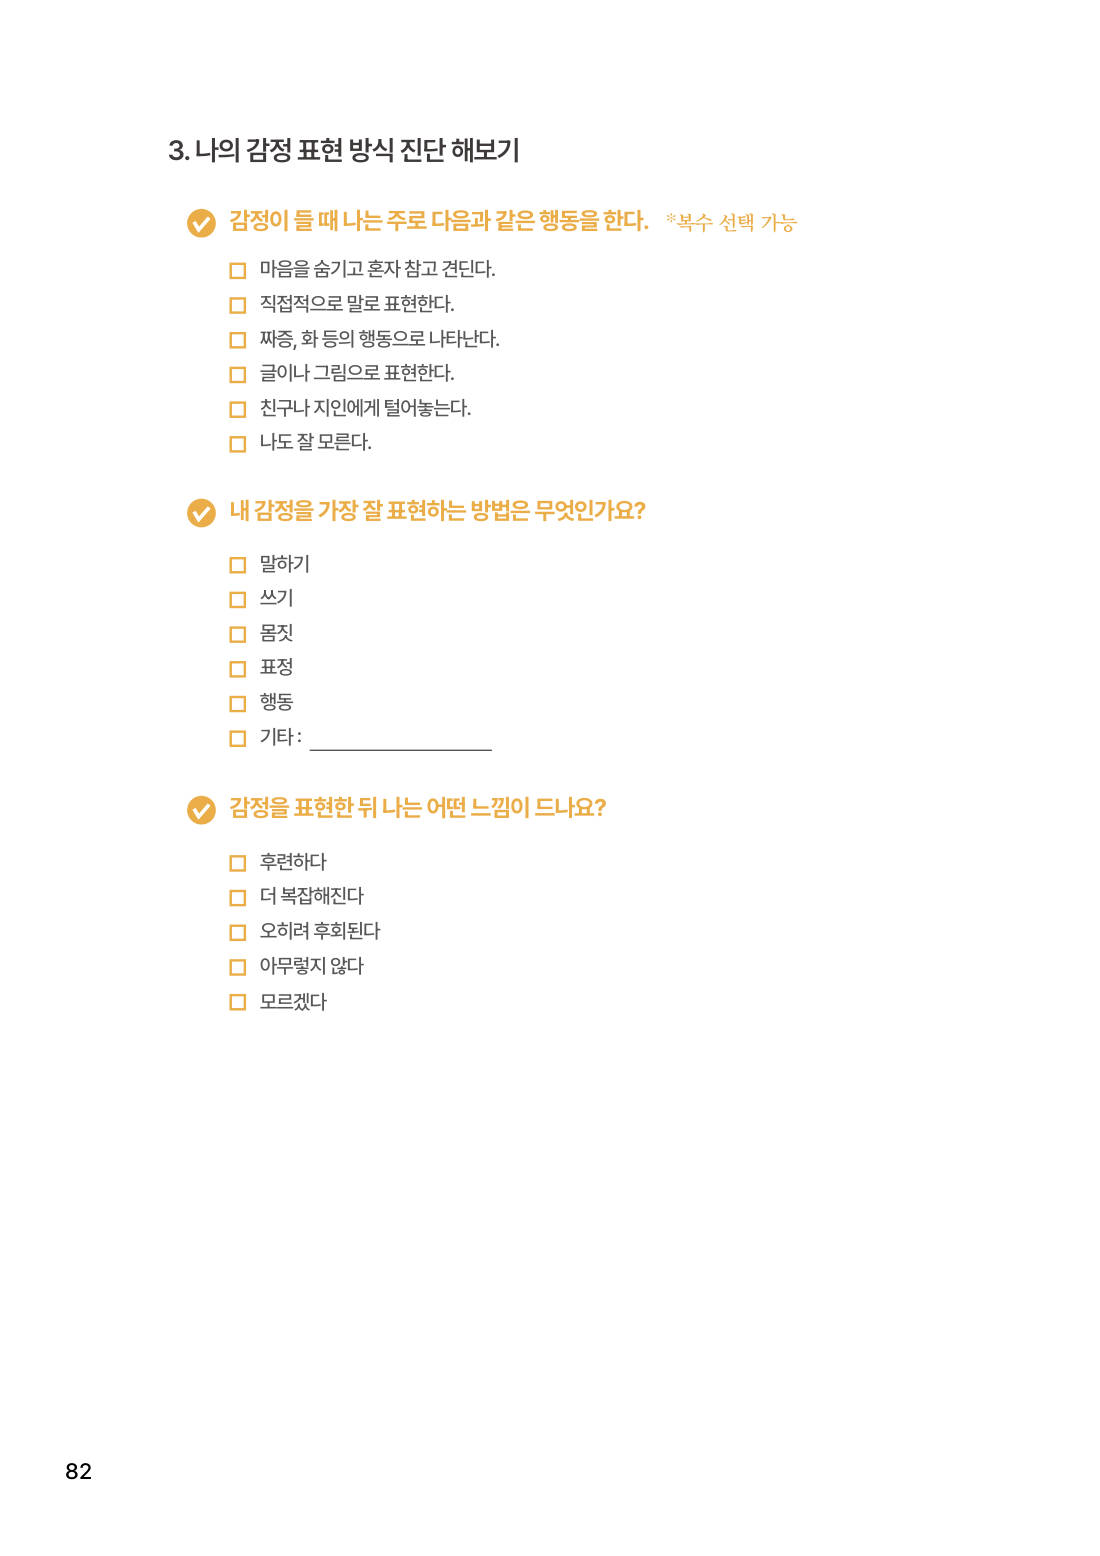 3. 나의 감정 표현 방식 진단 해보기
감정이 들 때 나는 주로 다음과 같은 행동을 한다. *복수 선택 가능
마음을 숨기고 혼자 참고 견딘다.
직접적으로 말로 표현한다.
짜증, 화 등의 행동으로 나타난다.
글이나 그림으로 표현한다.
친구나 지인에게 털어놓는다.
나도 잘 모른다.
내 감정을 가장 잘 표현하는 방법은 무엇인가요?
말하기
쓰기
몸짓
표정
행동
기타 :
감정을 표현한 뒤 나는 어떤 느낌이 드나요?
후련하다
더 복잡해진다
오히려 후회된다
아무렇지 않다
모르겠다
82